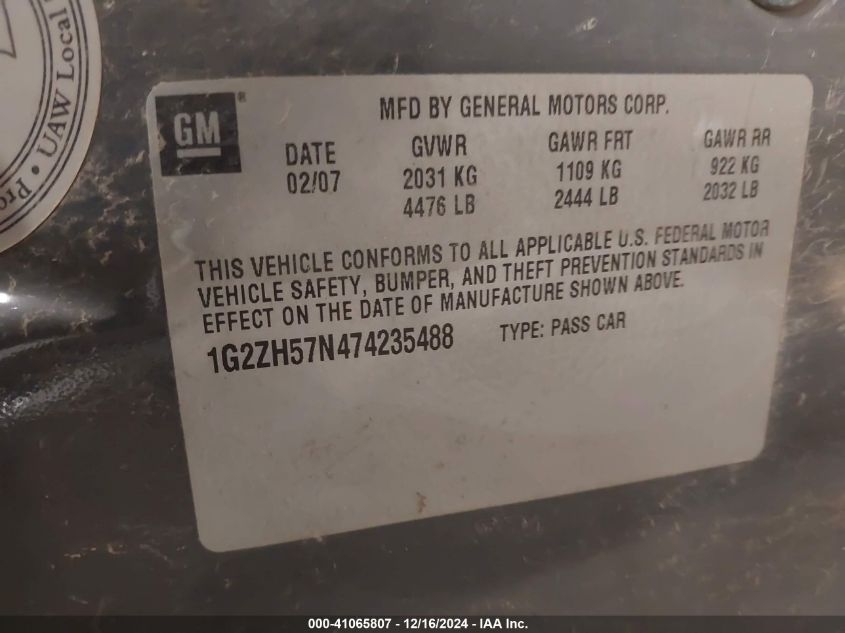 Pro
• UAW Local
GM®
MFD BY GENERAL MOTORS CORP.
DATE GVWR GAWR FRT GAWR RR
02/07 2031 KG 1109 KG 922 KG
4476 LB 2444 LB 2032 LB
THIS VEHICLE CONFORMS TO ALL APPLICABLE U.S. FEDERAL MOTOR
VEHICLE SAFETY, BUMPER, AND THEFT PREVENTION STANDARDS IN
EFFECT ON THE DATE OF MANUFACTURE SHOWN ABOVE.
1G2ZH57N474235488 TYPE: PASS CAR
000-41065807 - 12/16/2024 - IAA Inc.